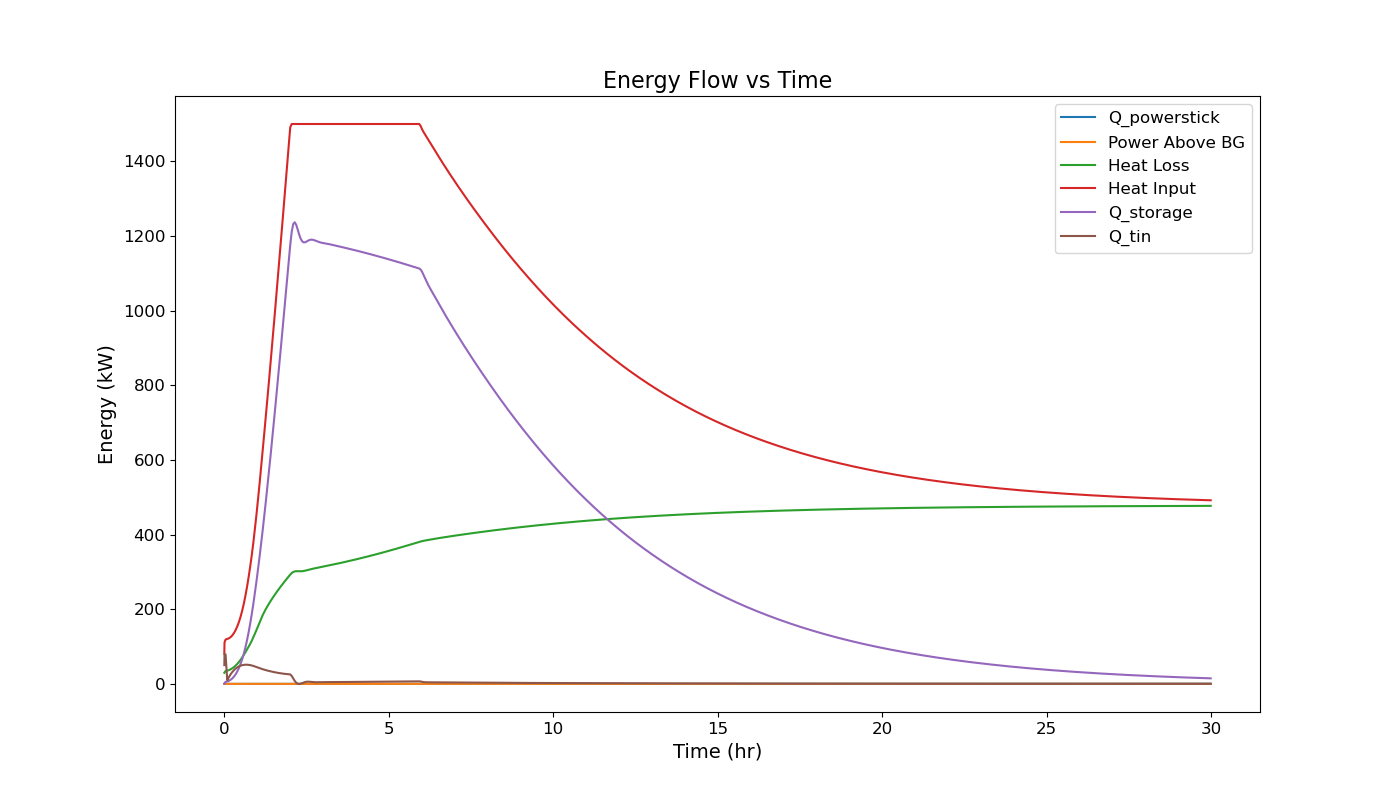 Energy Flow vs Time
Q_powerstick
Power Above BG
Heat Loss
Heat Input
Q_storage
Q_tin
Energy (kW)
1400
1200
1000
800
600
400
200
0
0 5 10 15 20 25 30
Time (hr)